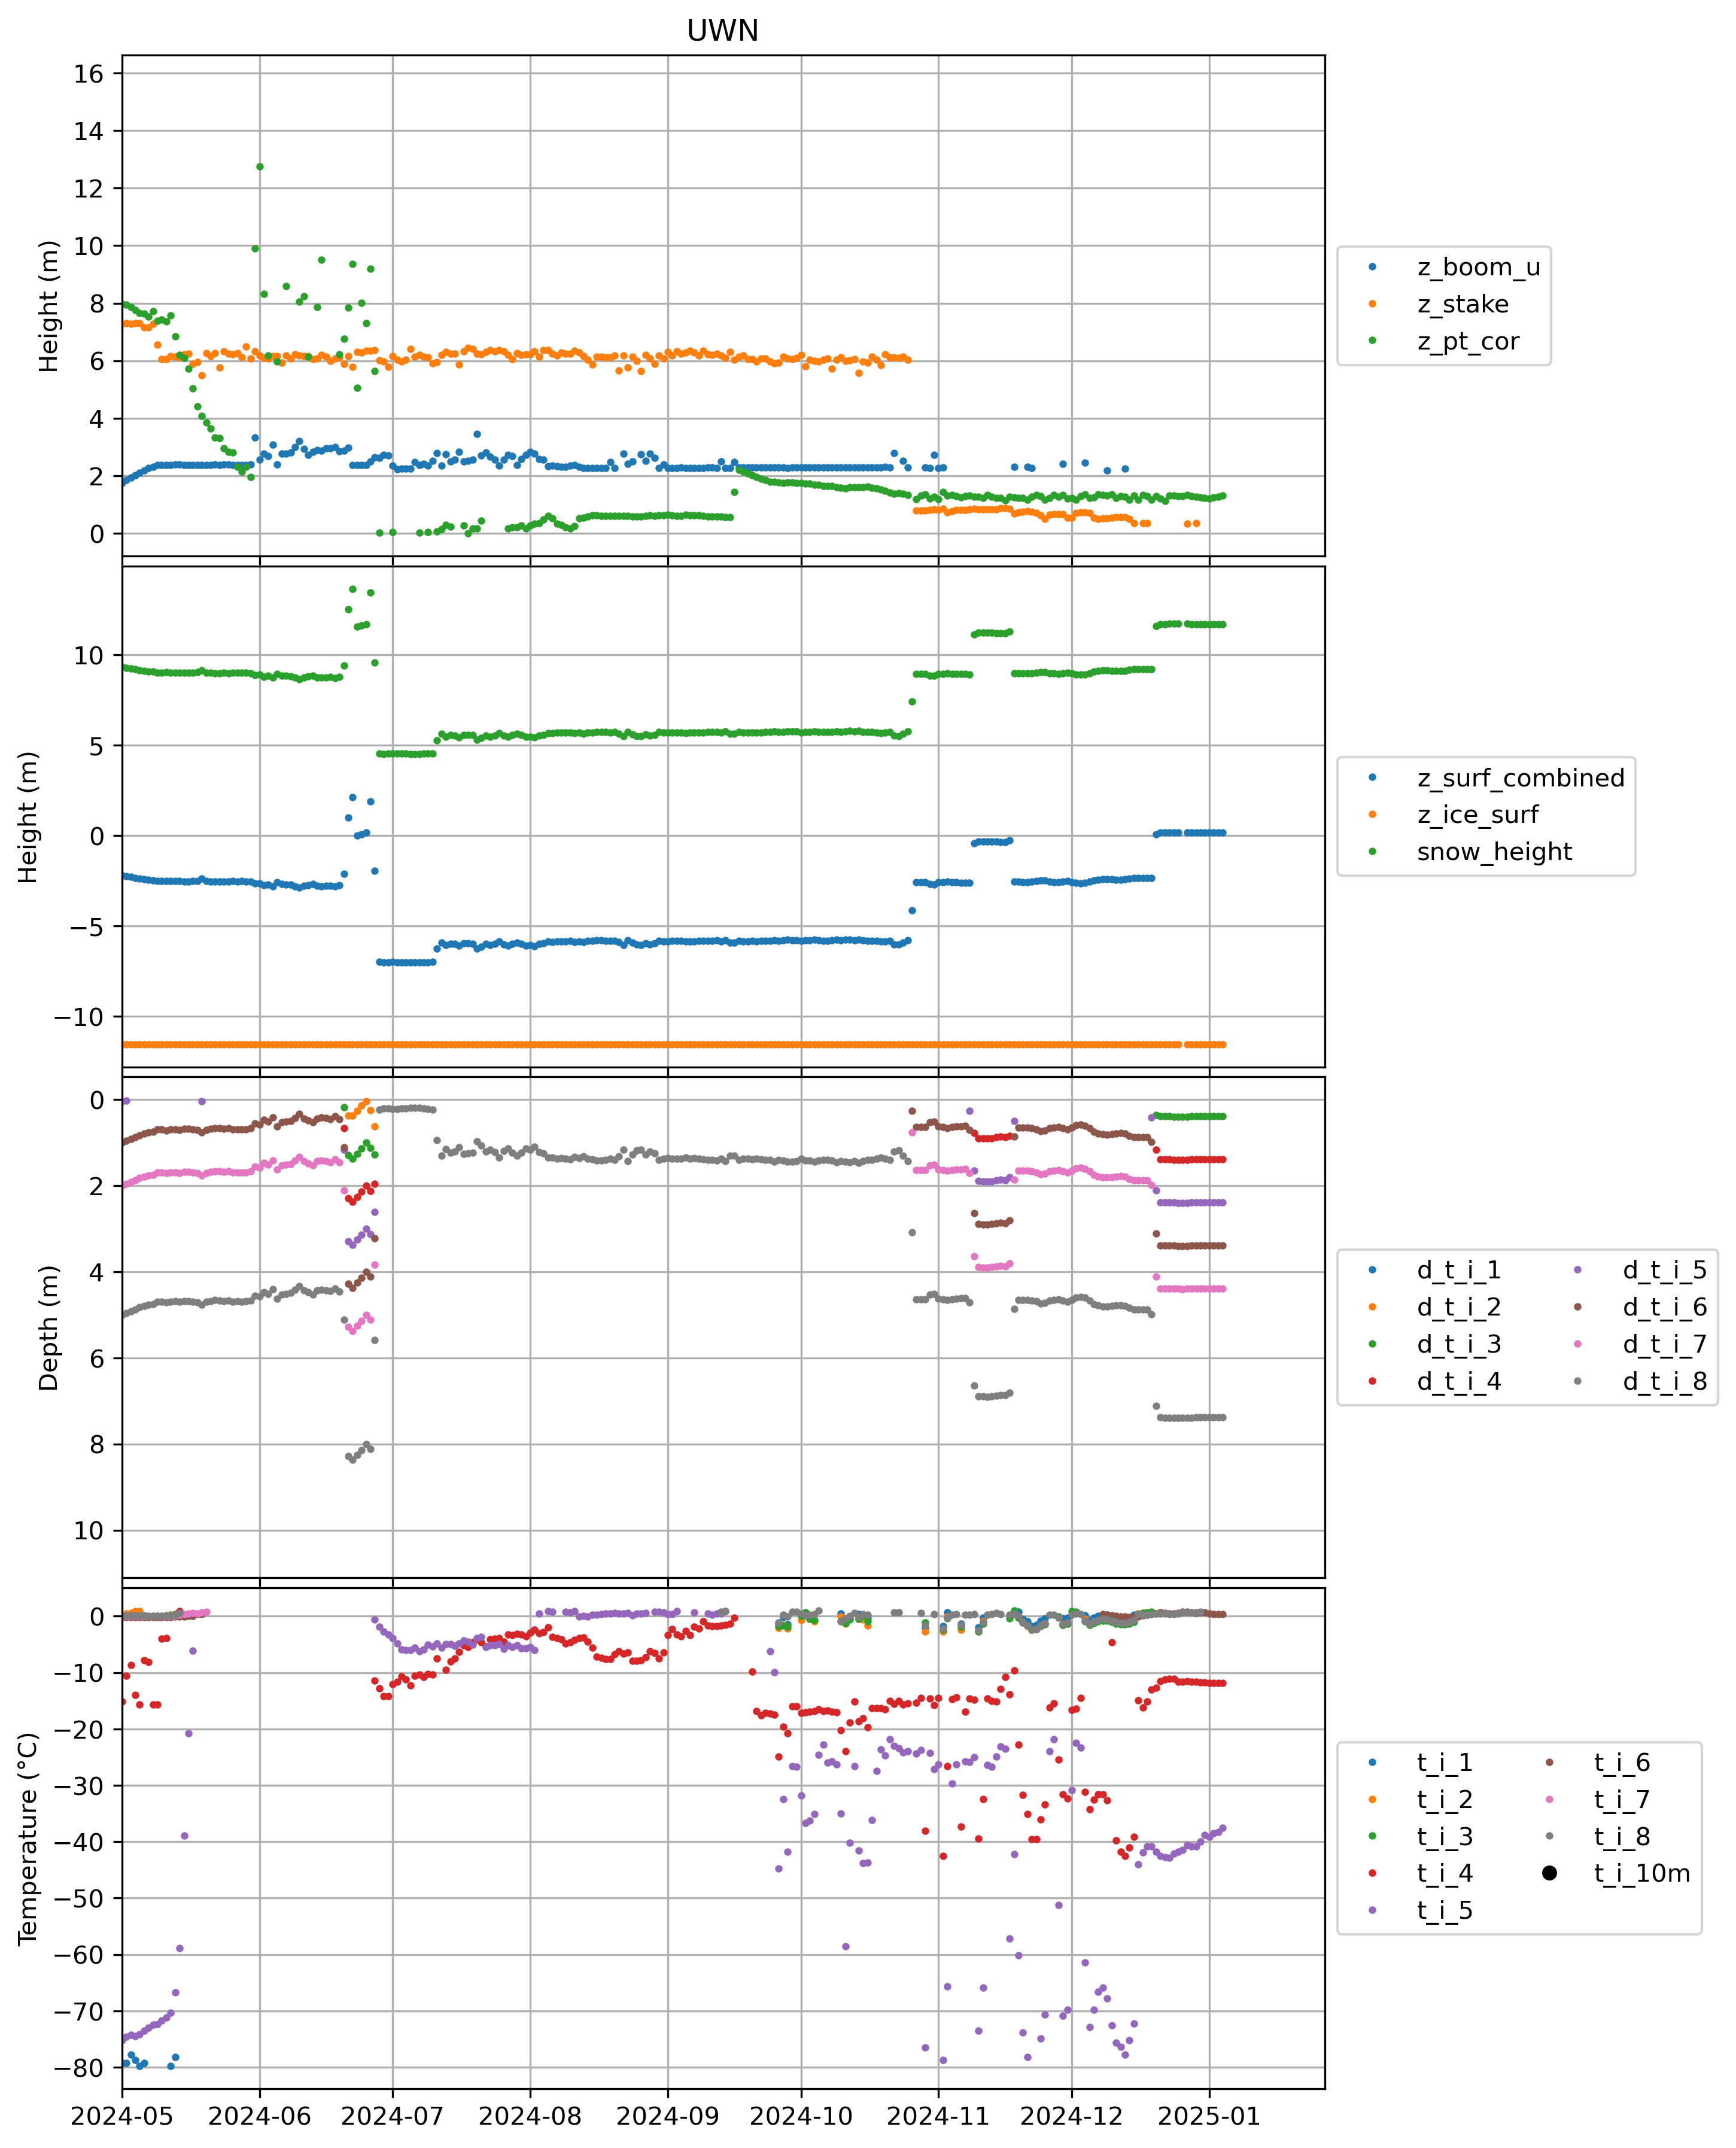 UWN
16
14
12
10
8
6
4
2
0
Height (m)
z_boom_u
z_stake
z_pt_cor
10
5
0
−5
−10
Height (m)
z_surf_combined
z_ice_surf
snow_height
0
2
4
6
8
10
Depth (m)
d_t_i_1
d_t_i_2
d_t_i_3
d_t_i_4
d_t_i_5
d_t_i_6
d_t_i_7
d_t_i_8
0
−10
−20
−30
−40
−50
−60
−70
−80
Temperature (°C)
t_i_1
t_i_2
t_i_3
t_i_4
t_i_5
t_i_6
t_i_7
t_i_8
t_i_10m
2024-05 2024-06 2024-07 2024-08 2024-09 2024-10 2024-11 2024-12 2025-01